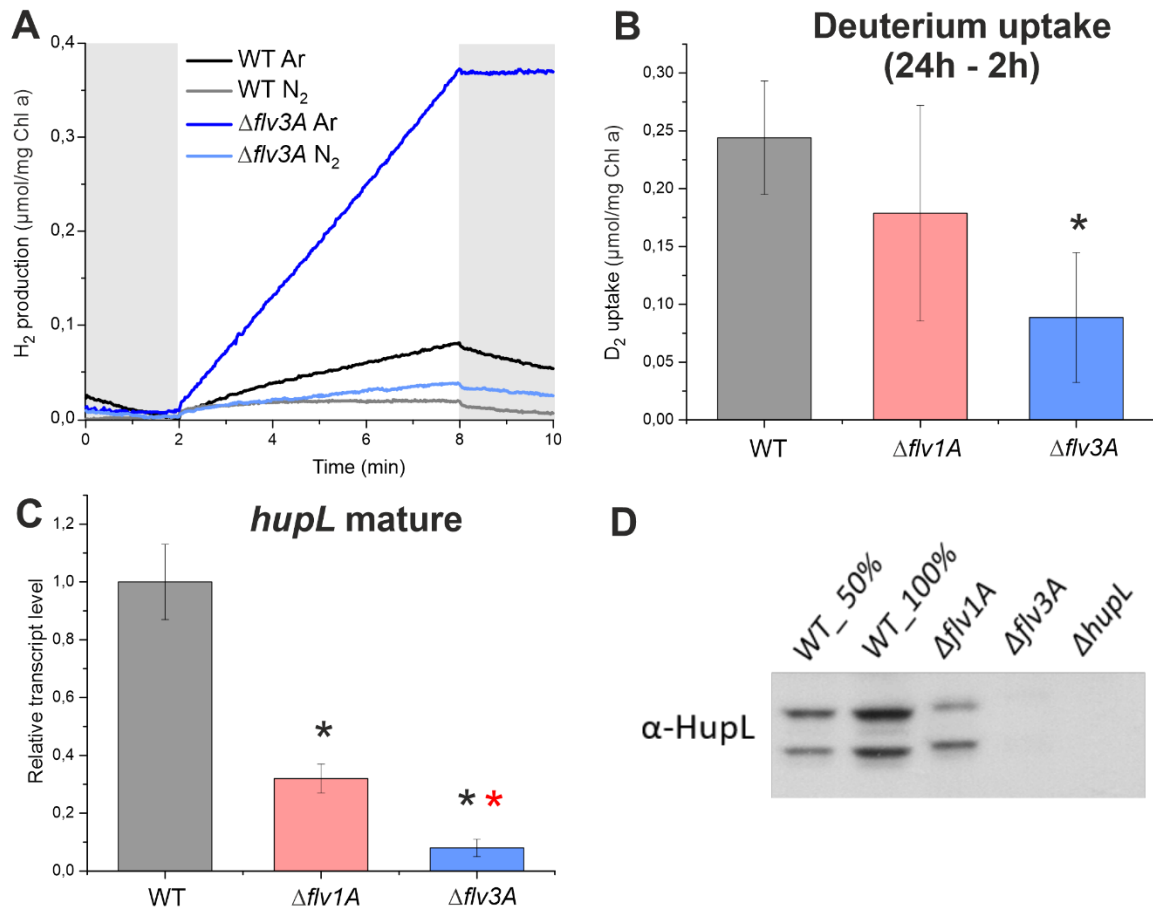 A
WT Ar
WT N₂
Δflv3A Ar
Δflv3A N₂
H₂ production (µmol/mg Chl a)
0,4
0,3
0,2
0,1
0,0
0 2 4 6 8 10
Time (min)
B
Deuterium uptake
(24h - 2h)
D₂ uptake (µmol/mg Chl a)
0,30
0,25
0,20
0,15
0,10
0,05
0,00
*
WT Δflv1A Δflv3A
C
hupL mature
Relative transcript level
1,2
1,0
0,8
0,6
0,4
0,2
0,0
*
* *
WT Δflv1A Δflv3A
D
WT_50% WT_100% Δflv1A Δflv3A ΔhupL
α-HupL